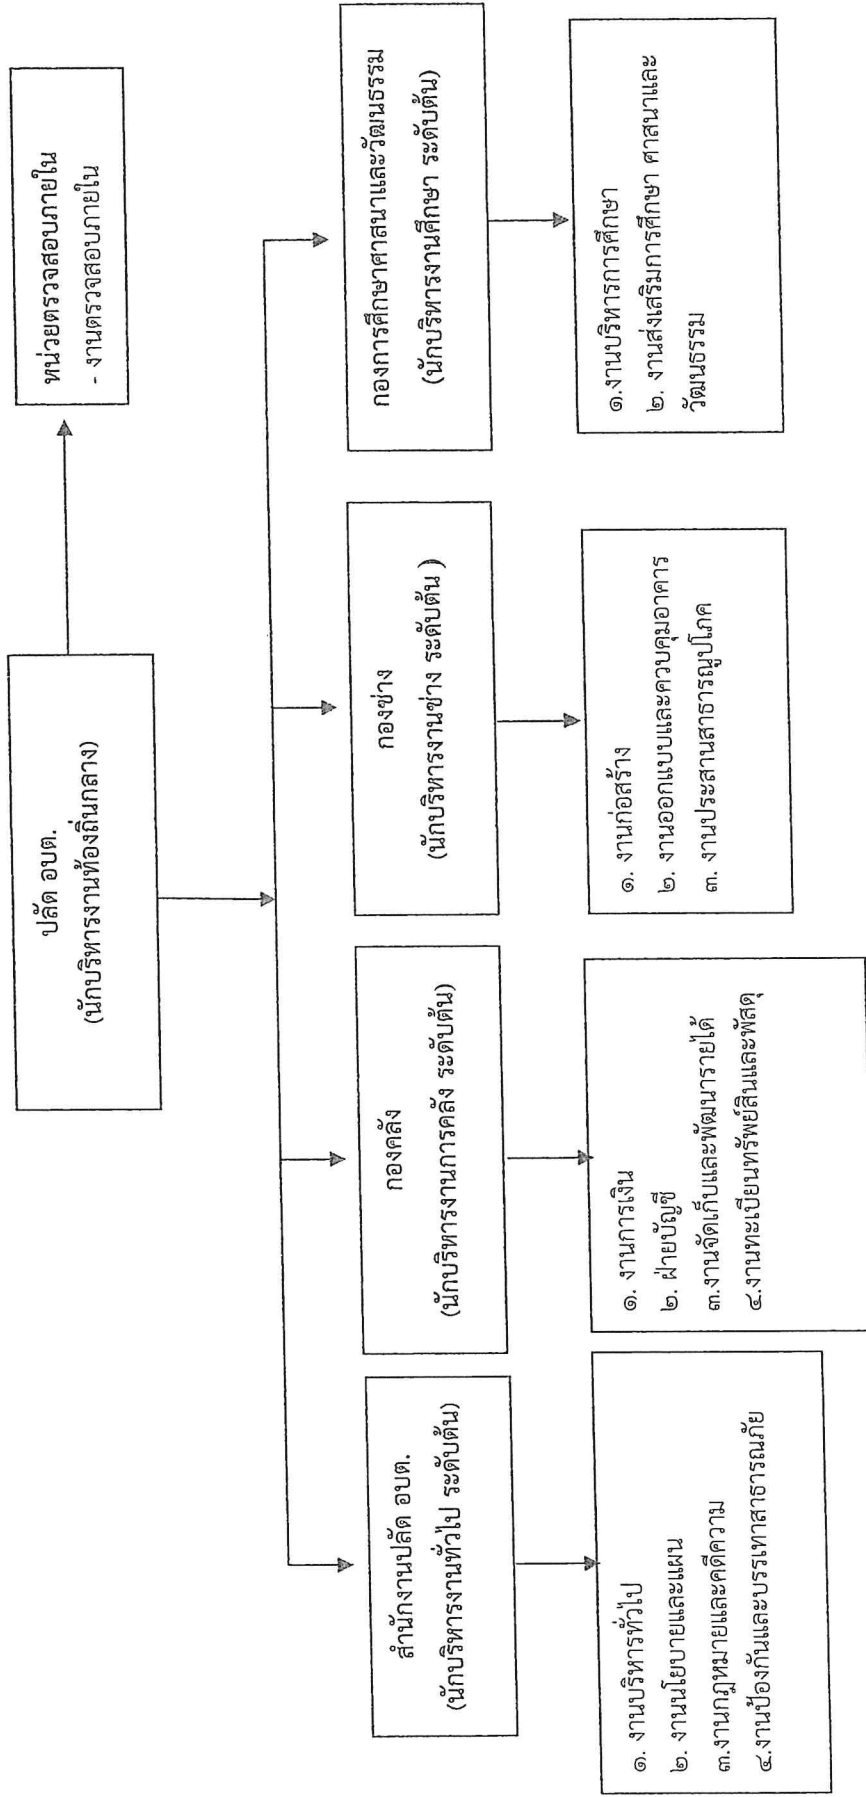 ปลัด อบต.
(นักบริหารงานท้องถิ่นกลาง)
หน่วยตรวจสอบภายใน
- งานตรวจสอบภายใน
สำนักงานปลัด อบต.
(นักบริหารงานทั่วไป ระดับต้น)
กองคลัง
(นักบริหารงานการคลัง ระดับต้น)
กองช่าง
(นักบริหารงานช่าง ระดับต้น )
กองการศึกษาศาสนาและวัฒนธรรม
(นักบริหารงานศึกษา ระดับต้น)
๑. งานบริหารทั่วไป
๒. งานนโยบายและแผน
๓.งานกฎหมายและคดีความ
๔.งานป้องกันและบรรเทาสาธารณภัย
๑. งานการเงิน
๒. ฝ่ายบัญชี
๓.งานจัดเก็บและพัฒนารายได้
๔.งานทะเบียนทรัพย์สินและพัสดุ
๑. งานก่อสร้าง
๒. งานออกแบบและควบคุมอาคาร
๓. งานประสานสาธารณูปโภค
๑.งานบริหารการศึกษา
๒. งานส่งเสริมการศึกษา ศาสนาและ
วัฒนธรรม